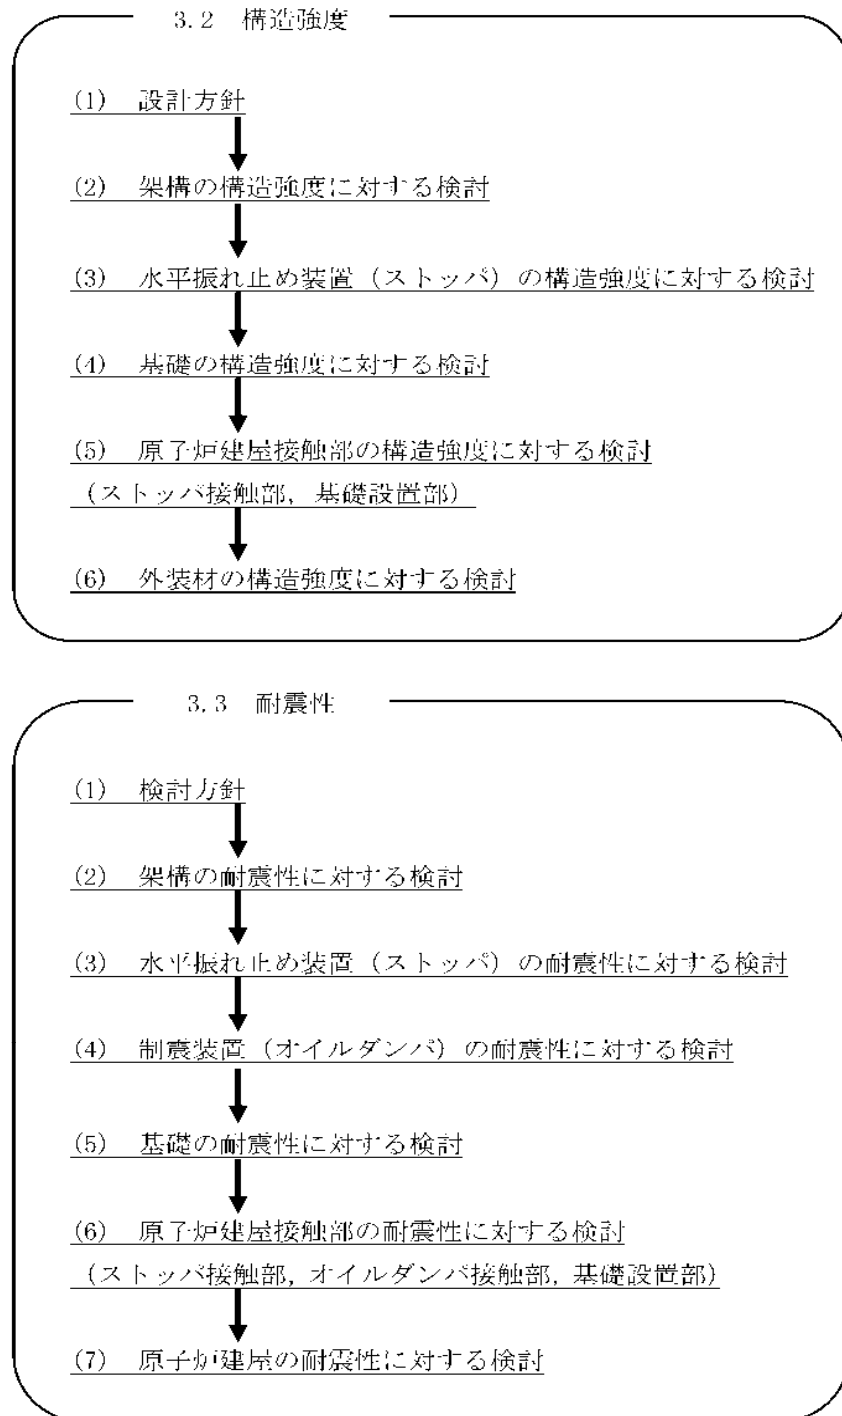 3.2 構造強度
(1) 設計方針
(2) 架構の構造強度に対する検討
(3) 水平振れ止め装置（ストッパ）の構造強度に対する検討
(4) 基礎の構造強度に対する検討
(5) 原子炉建屋接触部の構造強度に対する検討
（ストッパ接触部, 基礎設置部）
(6) 外装材の構造強度に対する検討
3.3 耐震性
(1) 検討方針
(2) 架構の耐震性に対する検討
(3) 水平振れ止め装置（ストッパ）の耐震性に対する検討
(4) 制震装置（オイルダンパ）の耐震性に対する検討
(5) 基礎の耐震性に対する検討
(6) 原子炉建屋接触部の耐震性に対する検討
（ストッパ接触部, オイルダンパ接触部, 基礎設置部）
(7) 原子炉建屋の耐震性に対する検討